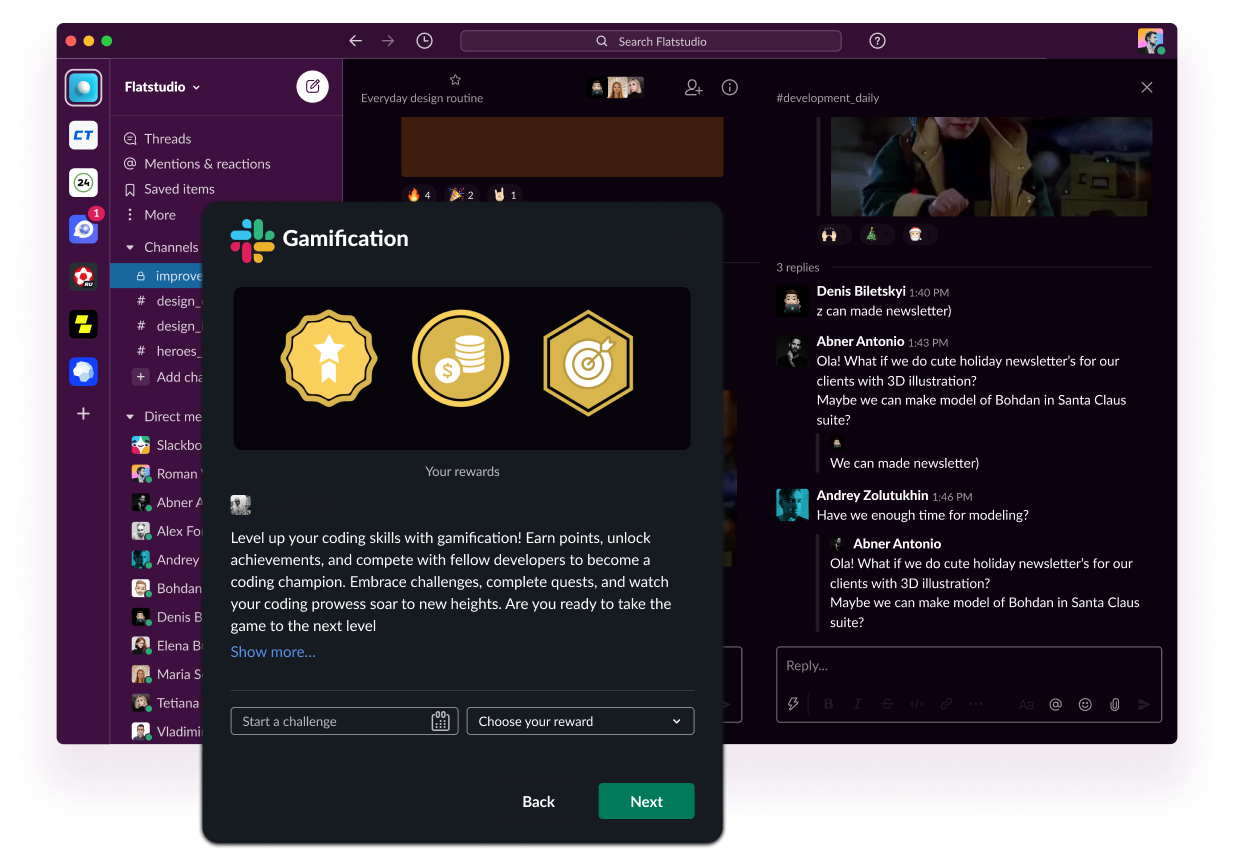 Search Flatstudio
Flatstudio
CT
24
1
RU
Threads
Mentions & reactions
Saved items
More
Channels
improve
# design_
# design_
# heroes_
+ Add cha
Direct me
Slackbo
Roman
Abner A
Alex Fo
Andrey
Bohdan
Denis B
Elena B
Maria S
Tetiana
Vladimi
Everyday design routine
4
2
1
Gamification
$
Your rewards
Level up your coding skills with gamification! Earn points, unlock
achievements, and compete with fellow developers to become a
coding champion. Embrace challenges, complete quests, and watch
your coding prowess soar to new heights. Are you ready to take the
game to the next level
Show more...
Start a challenge
Choose your reward
Back
Next
#development_daily
3 replies
Denis Biletskyi 1:40 PM
z can made newsletter)
Abner Antonio 1:43 PM
Ola! What if we do cute holiday newsletter's for our
clients with 3D illustration?
Maybe we can make model of Bohdan in Santa Claus
suite?
We can made newsletter)
Andrey Zolutukhin 1:46 PM
Have we enough time for modeling?
Abner Antonio
Ola! What if we do cute holiday newsletter's for our
clients with 3D illustration?
Maybe we can make model of Bohdan in Santa Claus
suite?
Reply...
B I S </> Aa @